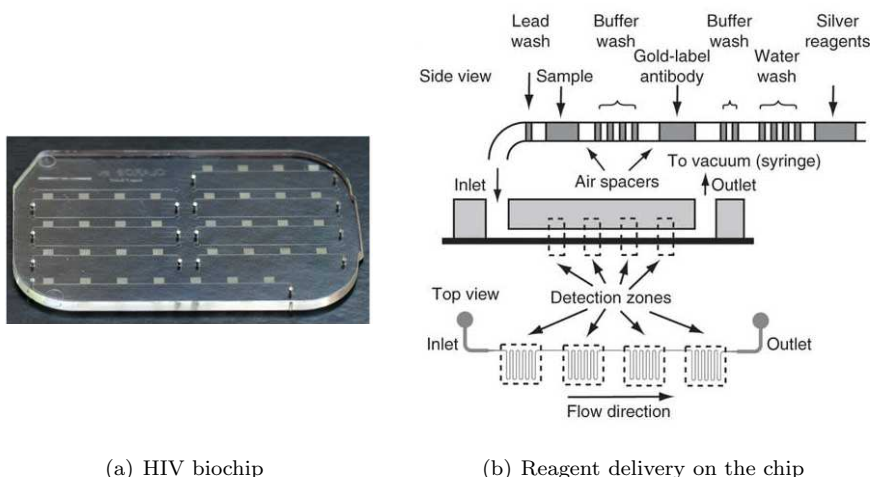 Lead
wash
Buffer
wash
Buffer
wash
Silver
reagents
Gold-label
antibody
Water
wash
Side view
Sample
To vacuum (syringe)
Air spacers
Inlet
Outlet
Detection zones
Top view
Inlet
Outlet
Flow direction
(a) HIV biochip
(b) Reagent delivery on the chip